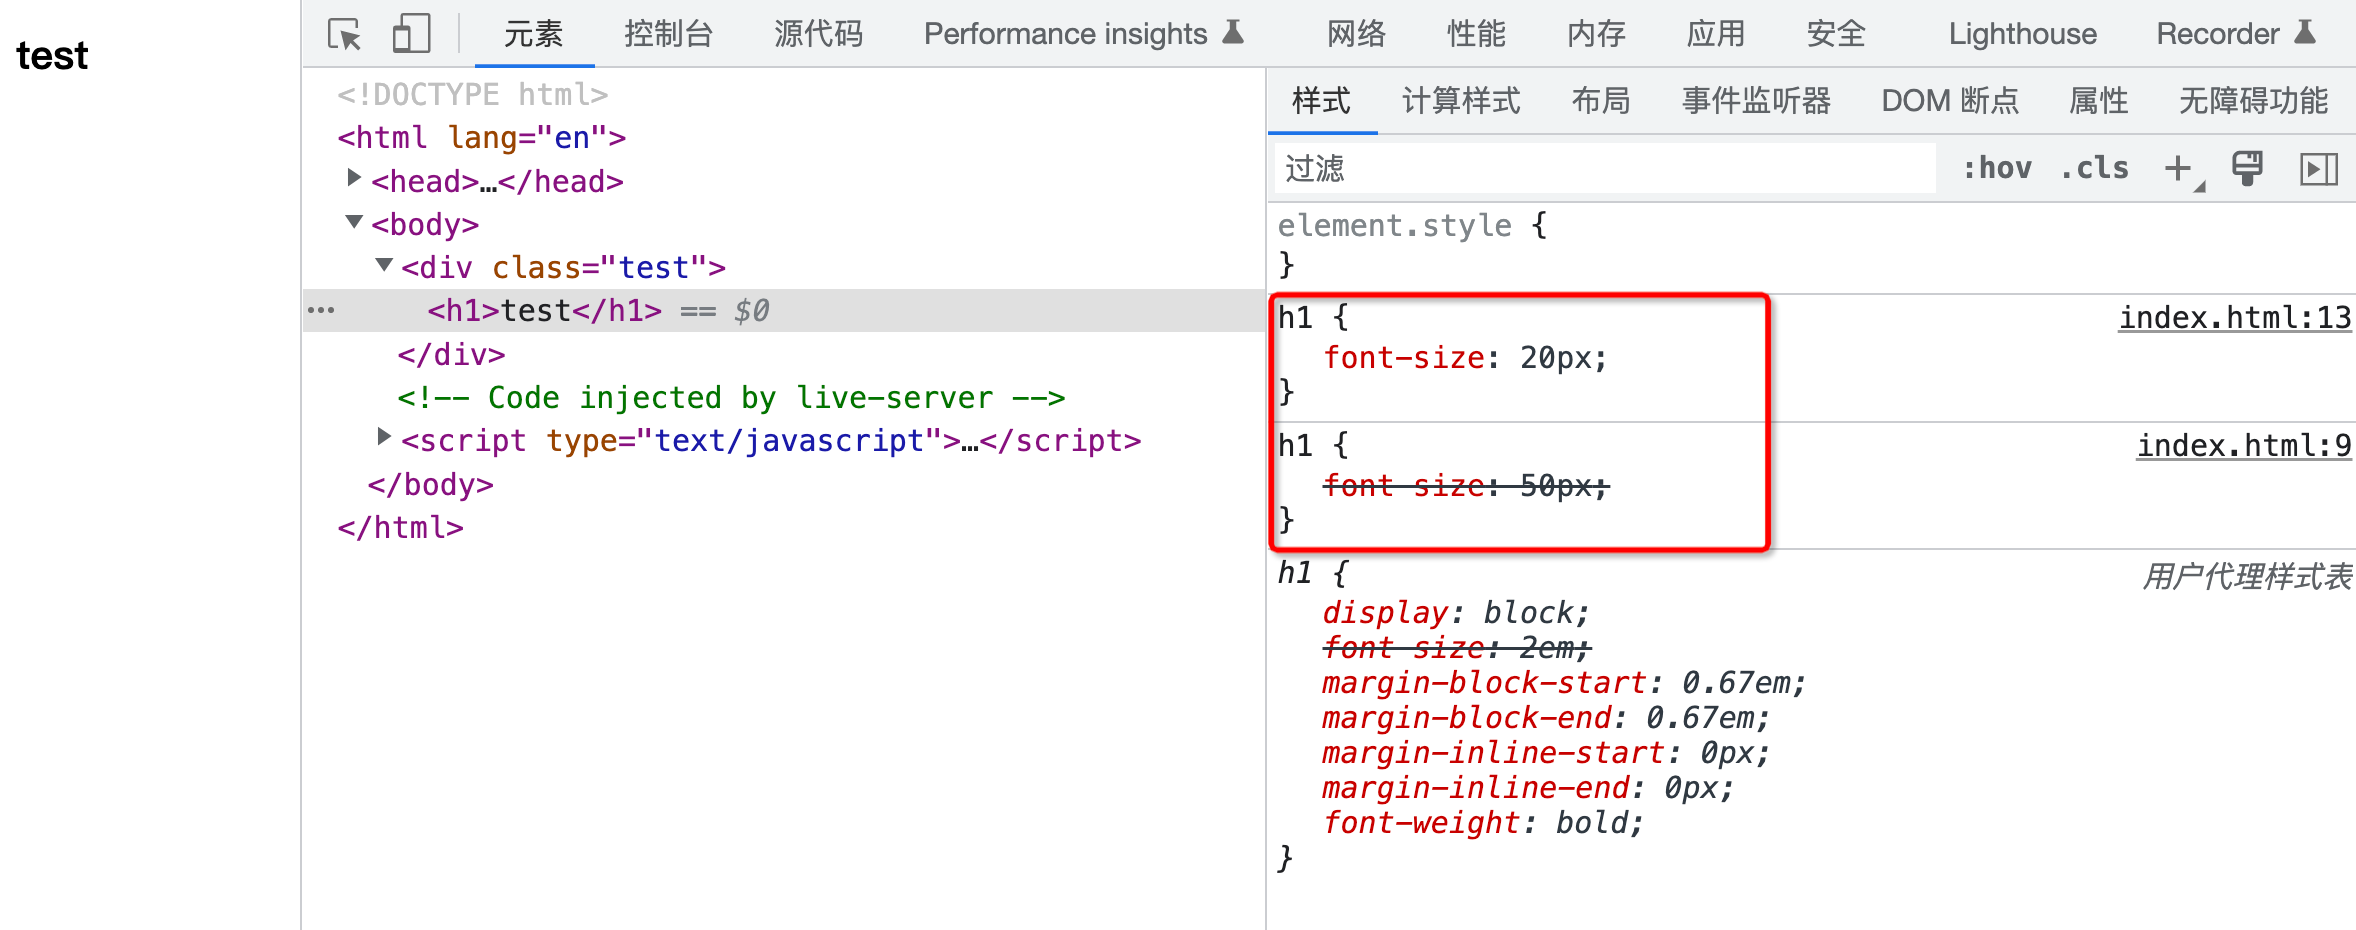 test
元素 控制台 源代码 Performance insights 网络 性能 内存 应用 安全 Lighthouse Recorder
<!DOCTYPE html>
<html lang="en">
<head>…</head>
<body>
<div class="test">
<h1>test</h1> == $0
</div>
<!-- Code injected by live-server -->
<script type="text/javascript">…</script>
</body>
</html>
样式 计算样式 布局 事件监听器 DOM 断点 属性 无障碍功能
过滤 :hov .cls
element.style {
}
h1 { index.html:13
font-size: 20px;
}
h1 { index.html:9
font-size: 50px;
}
h1 { 用户代理样式表
display: block;
font-size: 2em;
margin-block-start: 0.67em;
margin-block-end: 0.67em;
margin-inline-start: 0px;
margin-inline-end: 0px;
font-weight: bold;
}